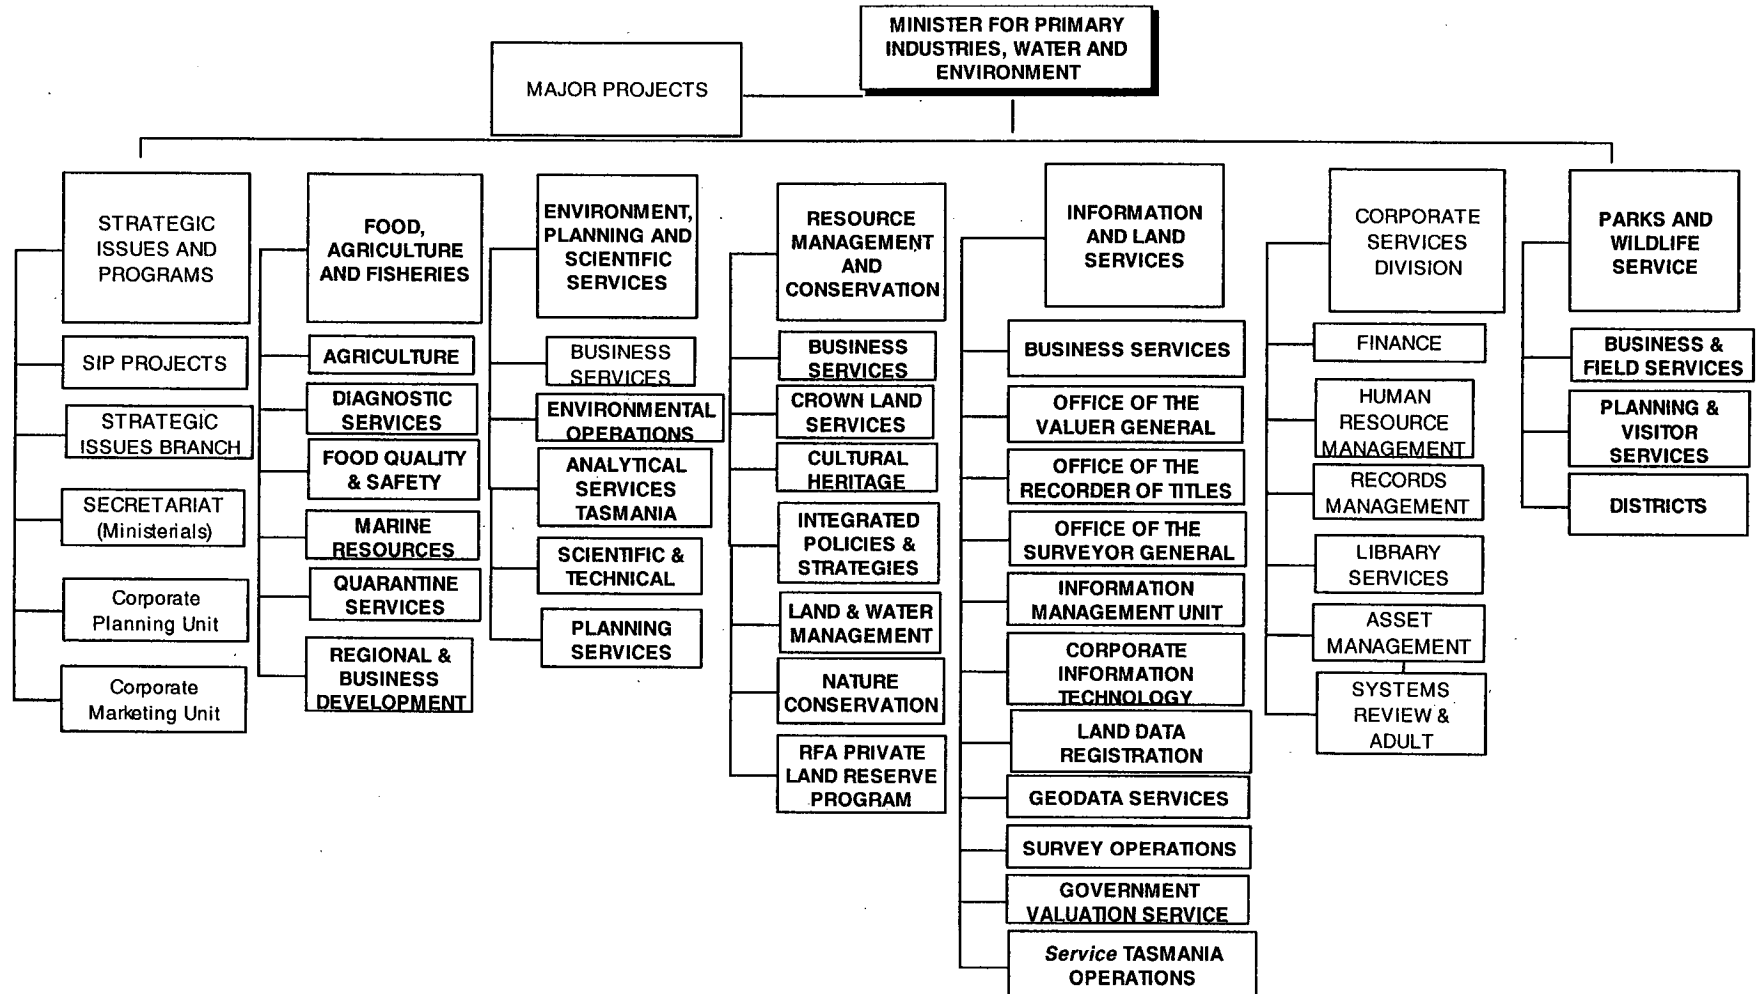 MINISTER FOR PRIMARY
INDUSTRIES, WATER AND
ENVIRONMENT
MAJOR PROJECTS
STRATEGIC
ISSUES AND
PROGRAMS
SIP PROJECTS
STRATEGIC
ISSUES BRANCH
SECRETARIAT
(Ministerials)
Corporate
Planning Unit
Corporate
Marketing Unit
FOOD,
AGRICULTURE
AND FISHERIES
AGRICULTURE
DIAGNOSTIC
SERVICES
FOOD QUALITY
& SAFETY
MARINE
RESOURCES
QUARANTINE
SERVICES
REGIONAL &
BUSINESS
DEVELOPMENT
ENVIRONMENT,
PLANNING AND
SCIENTIFIC
SERVICES
BUSINESS
SERVICES
ENVIRONMENTAL
OPERATIONS
ANALYTICAL
SERVICES
TASMANIA
SCIENTIFIC &
TECHNICAL
PLANNING
SERVICES
RESOURCE
MANAGEMENT
AND
CONSERVATION
BUSINESS
SERVICES
CROWN LAND
SERVICES
CULTURAL
HERITAGE
INTEGRATED
POLICIES &
STRATEGIES
LAND & WATER
MANAGEMENT
NATURE
CONSERVATION
RFA PRIVATE
LAND RESERVE
PROGRAM
INFORMATION
AND LAND
SERVICES
BUSINESS SERVICES
OFFICE OF THE
VALUER GENERAL
OFFICE OF THE
RECORDER OF TITLES
OFFICE OF THE
SURVEYOR GENERAL
INFORMATION
MANAGEMENT UNIT
CORPORATE
INFORMATION
TECHNOLOGY
LAND DATA
REGISTRATION
GEODATA SERVICES
SURVEY OPERATIONS
GOVERNMENT
VALUATION SERVICE
Service TASMANIA
OPERATIONS
CORPORATE
SERVICES
DIVISION
FINANCE
HUMAN
RESOURCE
MANAGEMENT
RECORDS
MANAGEMENT
LIBRARY
SERVICES
ASSET
MANAGEMENT
SYSTEMS
REVIEW &
ADULT
PARKS AND
WILDLIFE
SERVICE
BUSINESS &
FIELD SERVICES
PLANNING &
VISITOR
SERVICES
DISTRICTS